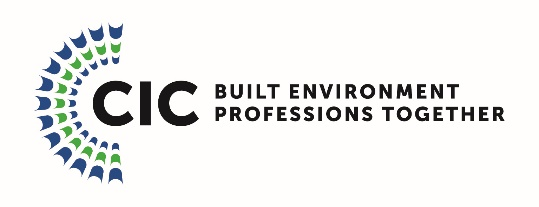 CIC
BUILT ENVIRONMENT
PROFESSIONS TOGETHER